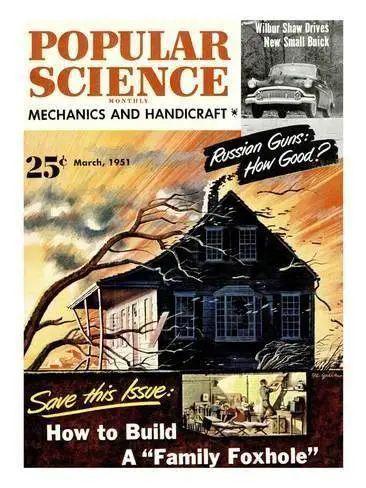 Wilbur Shaw Drives
New Small Buick
POPULAR
SCIENCE
MONTHLY
MECHANICS AND HANDICRAFT *
25¢ March, 1951
Russian Guns:
How Good?
Save this Issue:
How to Build
A "Family Foxhole"